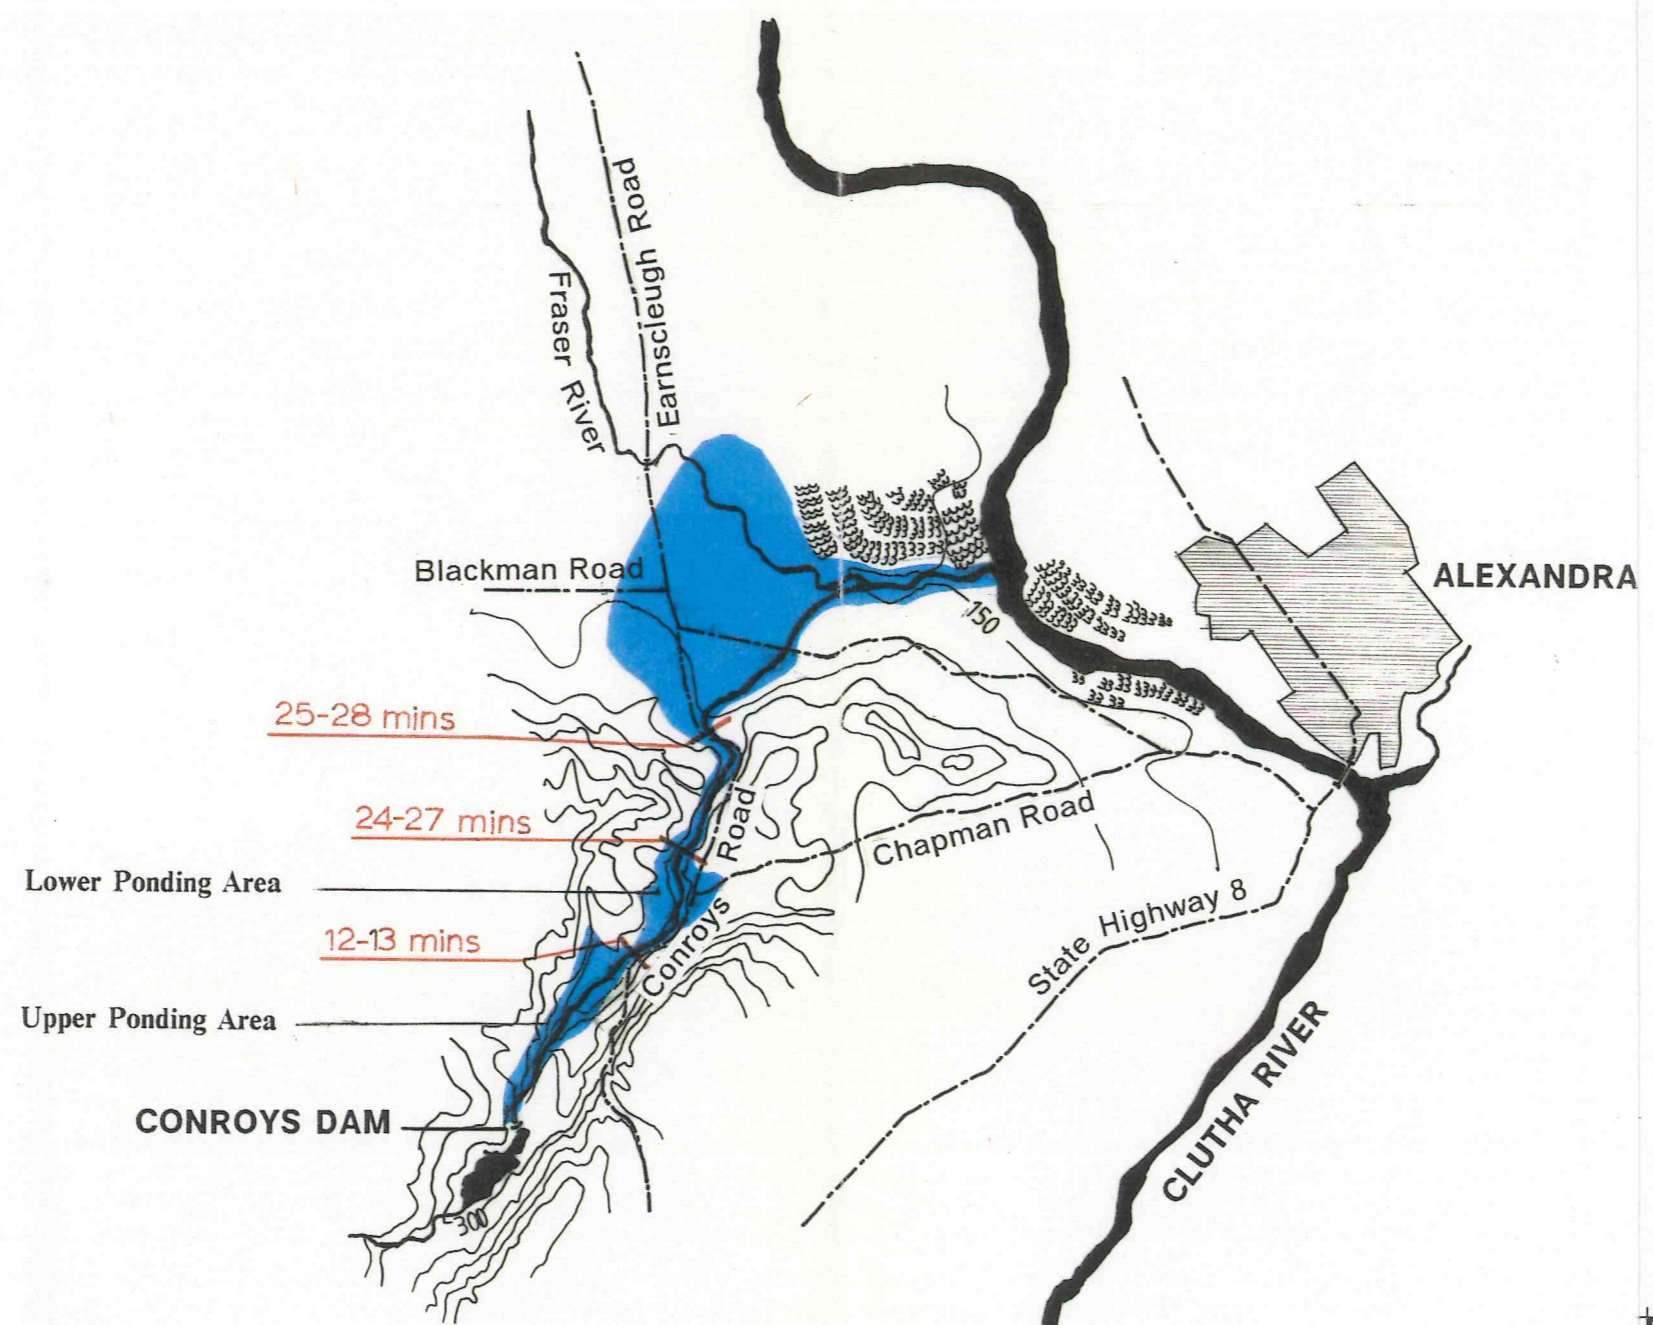 Earnscleugh Road
Fraser River
Blackman Road
ALEXANDRA
150
25-28 mins
24-27 mins
Road
Chapman Road
Lower Ponding Area
State Highway 8
12-13 mins
Conroys
Upper Ponding Area
CLUTHA RIVER
CONROYS DAM
300